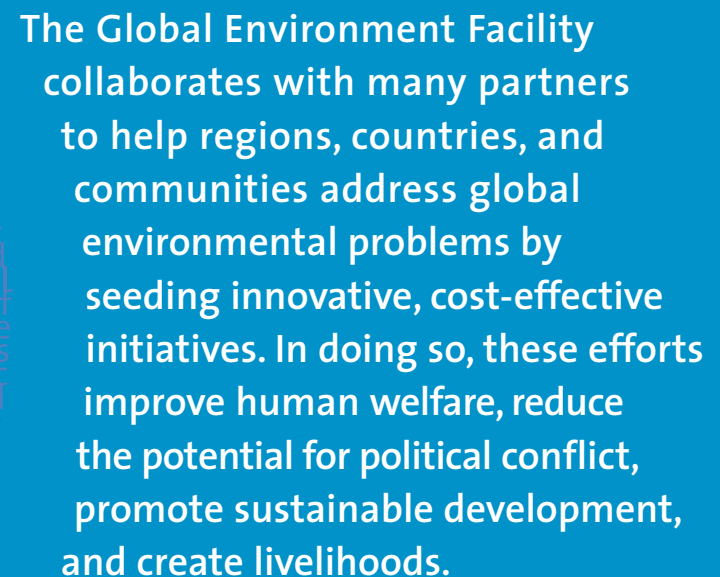 The Global Environment Facility
collaborates with many partners
to help regions, countries, and
communities address global
environmental problems by
seeding innovative, cost-effective
initiatives. In doing so, these efforts
improve human welfare, reduce
the potential for political conflict,
promote sustainable development,
and create livelihoods.